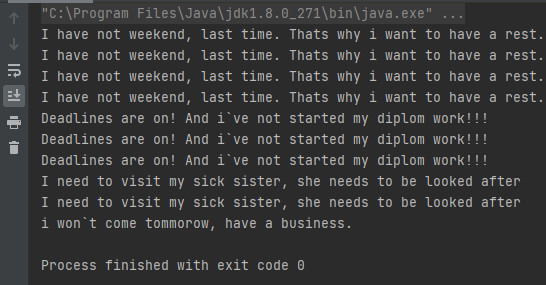 "C:\Program Files\Java\jdk1.8.0_271\bin\java.exe" ...
I have not weekend, last time. Thats why i want to have a rest.
I have not weekend, last time. Thats why i want to have a rest.
I have not weekend, last time. Thats why i want to have a rest.
I have not weekend, last time. Thats why i want to have a rest.
Deadlines are on! And i`ve not started my diplom work!!!
Deadlines are on! And i`ve not started my diplom work!!!
Deadlines are on! And i`ve not started my diplom work!!!
I need to visit my sick sister, she needs to be looked after
I need to visit my sick sister, she needs to be looked after
i won`t come tommorow, have a business.
Process finished with exit code 0